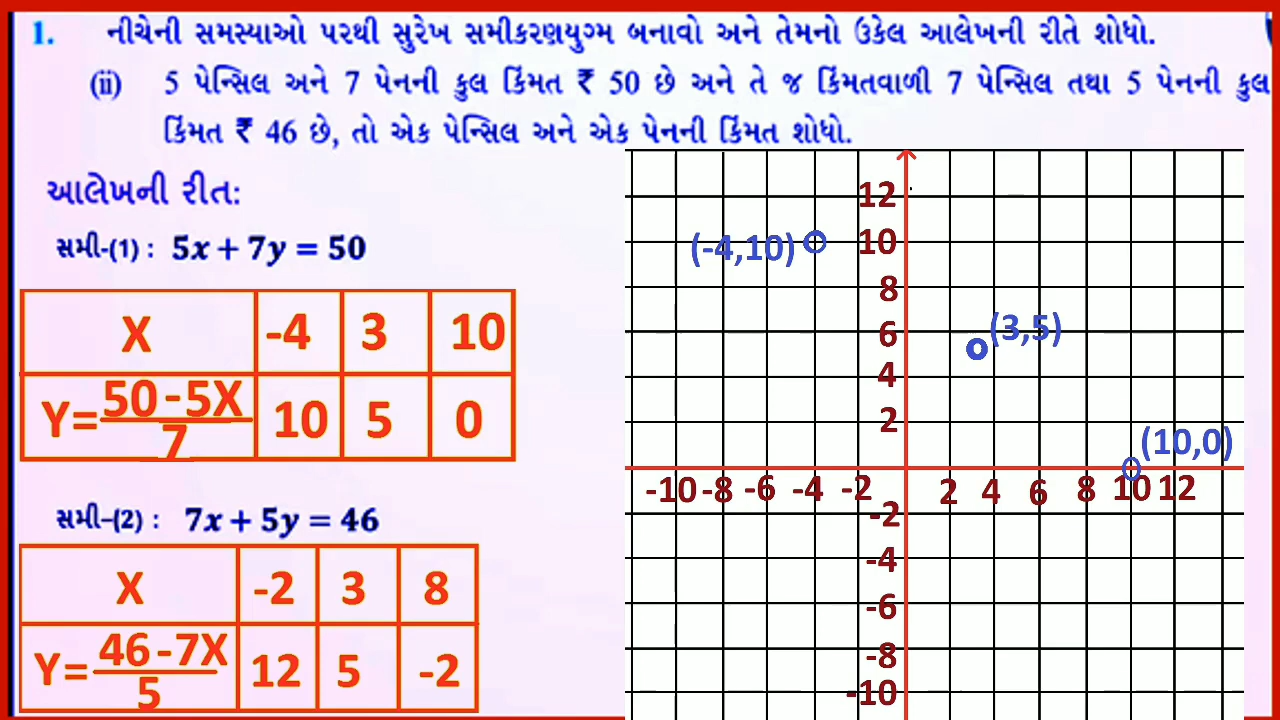 1. નીચેની સમસ્યાઓ પરથી સુરેખ સમીકરણયુગ્મ બનાવો અને તેમનો ઉકેલ આલેખની રીતે શોધો.
(ii) 5 પેન્સિલ અને 7 પેનની કુલ કિંમત ₹ 50 છે અને તે જ કિંમતવાળી 7 પેન્સિલ તથા 5 પેનની કુલ
કિંમત ₹ 46 છે, તો એક પેન્સિલ અને એક પેનની કિંમત શોધો.
આલેખની રીત:
સમી-(1) : 5x + 7y = 50
X -4 3 10
Y= 50-5X / 7 10 5 0
સમી-(2) : 7x + 5y = 46
X -2 3 8
Y= 46-7X / 5 12 5 -2
12
(-4,10) 10
8
6 (3,5)
4
2
(10,0)
-10 -8 -6 -4 -2 2 4 6 8 10 12
-2
-4
-6
-8
-10